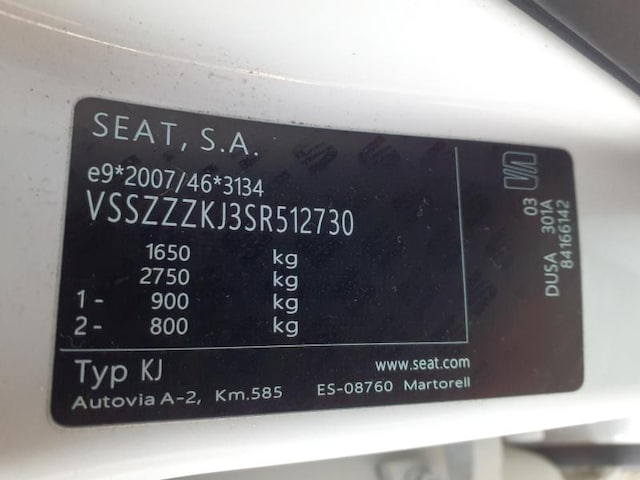 SEAT, S.A.
e9*2007/46*3134
VSSZZZKJ3SR512730
1650 kg
2750 kg
1- 900 kg
2- 800 kg
Typ KJ www.seat.com
Autovia A-2, Km.585 ES-08760 Martorell
03
DUSA 301A
84166142